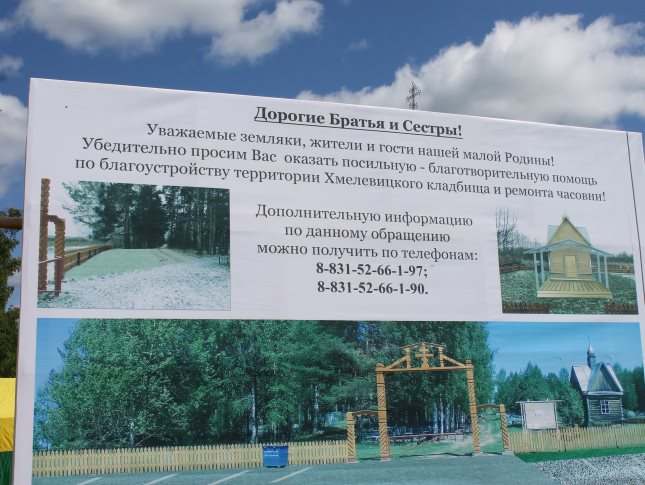 Дорогие Братья и Сестры!
Уважаемые земляки, жители и гости нашей малой Родины!
Убедительно просим Вас оказать посильную - благотворительную помощь
по благоустройству территории Хмелевицкого кладбища и ремонта часовни!
Дополнительную информацию
по данному обращению
можно получить по телефонам:
8-831-52-66-1-97;
8-831-52-66-1-90.